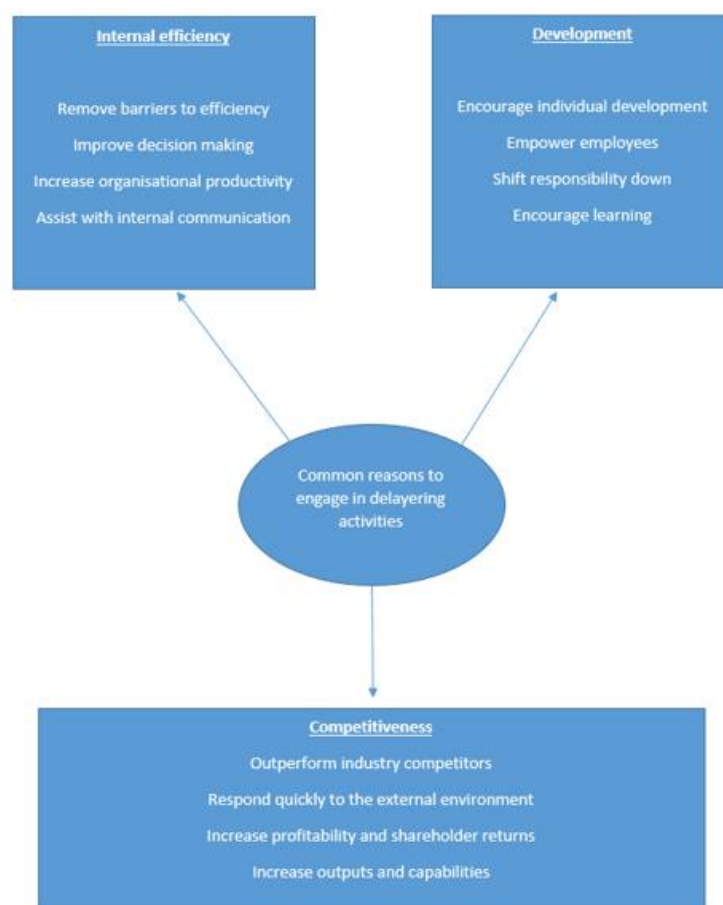 Internal efficiency
Remove barriers to efficiency
Improve decision making
Increase organisational productivity
Assist with internal communication
Development
Encourage individual development
Empower employees
Shift responsibility down
Encourage learning
Common reasons to
engage in delayering
activities
Competitiveness
Outperform industry competitors
Respond quickly to the external environment
Increase profitability and shareholder returns
Increase outputs and capabilities